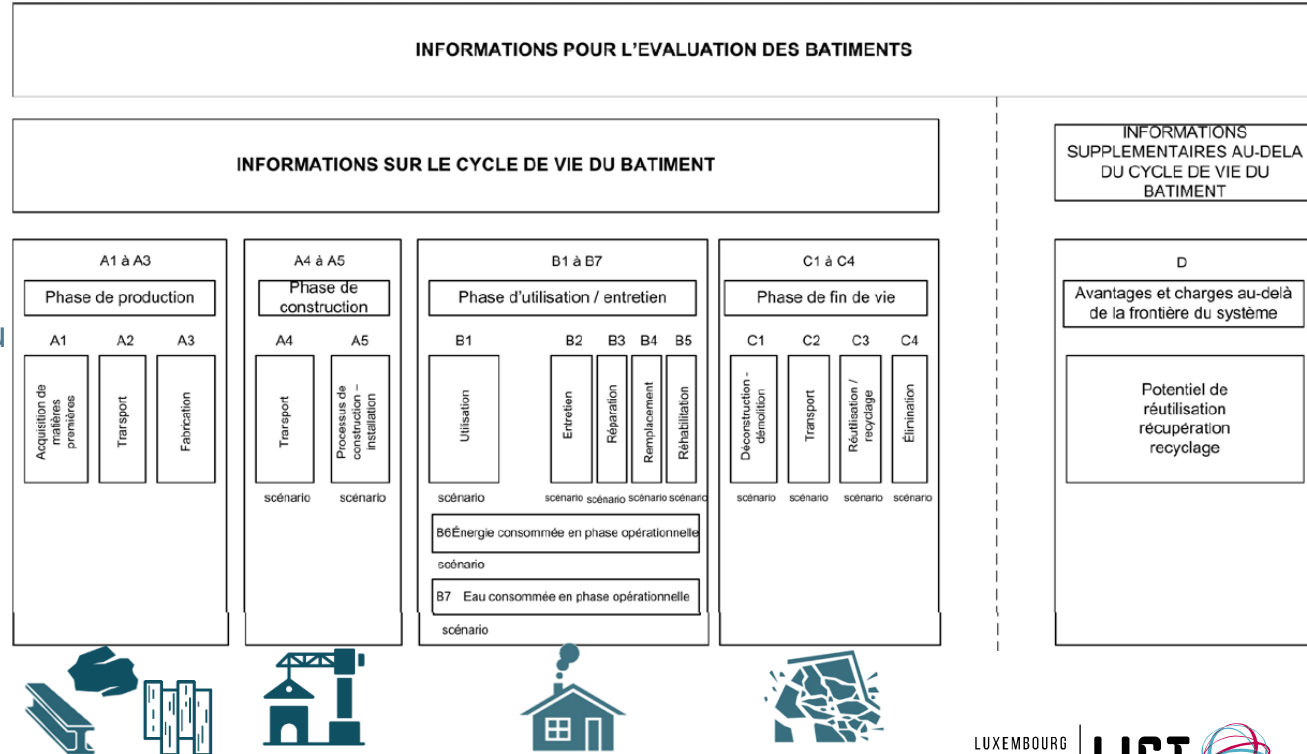 INFORMATIONS POUR L'EVALUATION DES BATIMENTS
INFORMATIONS SUR LE CYCLE DE VIE DU BATIMENT
INFORMATIONS
SUPPLEMENTAIRES AU-DELA
DU CYCLE DE VIE DU
BATIMENT
A1 à A3
Phase de production
A1 A2 A3
Acquisition de
matières
premières
Transport
Fabrication
A4 à A5
Phase de
construction
A4 A5
Transport
Processus de
construction –
installation
scénario scénario
B1 à B7
Phase d'utilisation / entretien
B1 B2 B3 B4 B5
Utilisation
Entretien
Réparation
Remplacement
Réhabilitation
scénario scénario scénario scénario scénario
B6Énergie consommée en phase opérationnelle
scénario
B7 Eau consommée en phase opérationnelle
scénario
C1 à C4
Phase de fin de vie
C1 C2 C3 C4
Déconstruction -
démolition
Transport
Réutilisation /
recyclage
Élimination
scénario scénario scénario scénario
D
Avantages et charges au-delà
de la frontière du système
Potentiel de
réutilisation
récupération
recyclage
LUXEMBOURG